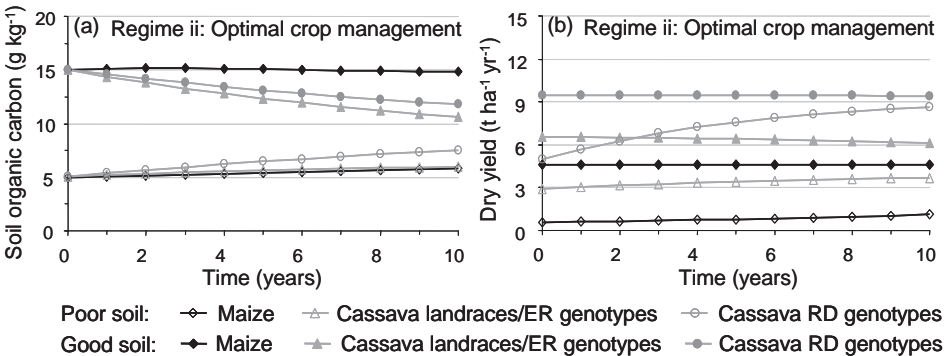 (a) Regime ii: Optimal crop management
Soil organic carbon (g kg-1)
20
15
10
5
0
0 2 4 6 8 10
Time (years)
(b) Regime ii: Optimal crop management
Dry yield (t ha-1 yr-1)
15
12
9
6
3
0
0 2 4 6 8 10
Time (years)
Poor soil: Maize Cassava landraces/ER genotypes Cassava RD genotypes
Good soil: Maize Cassava landraces/ER genotypes Cassava RD genotypes